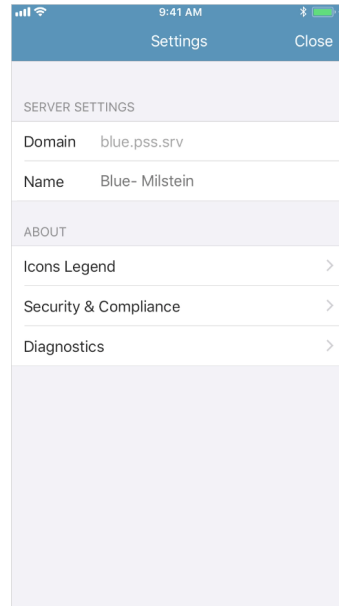 9:41 AM
Settings Close
SERVER SETTINGS
Domain blue.pss.srv
Name Blue- Milstein
ABOUT
Icons Legend
Security & Compliance
Diagnostics